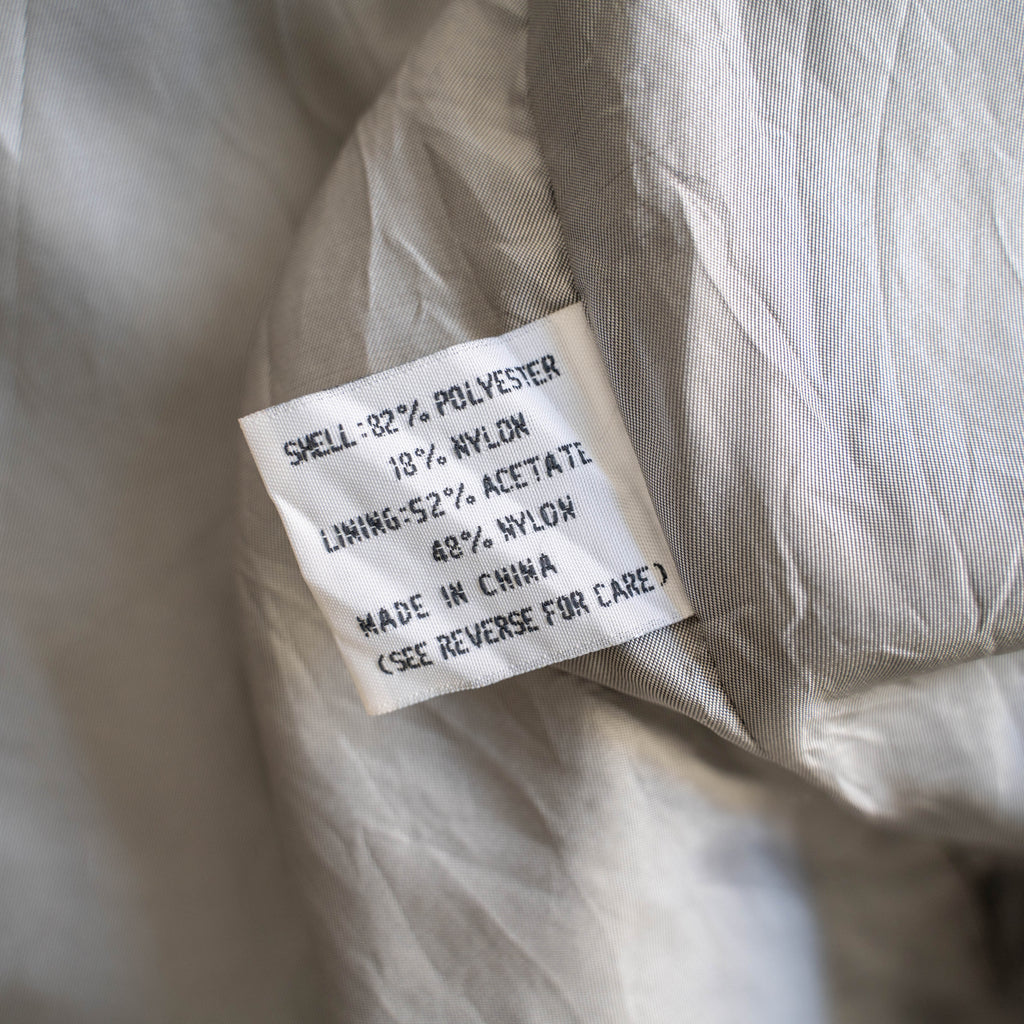 SHELL:82% POLYESTER
18% NYLON
LINING:52% ACETATE
48% NYLON
MADE IN CHINA
(SEE REVERSE FOR CARE)